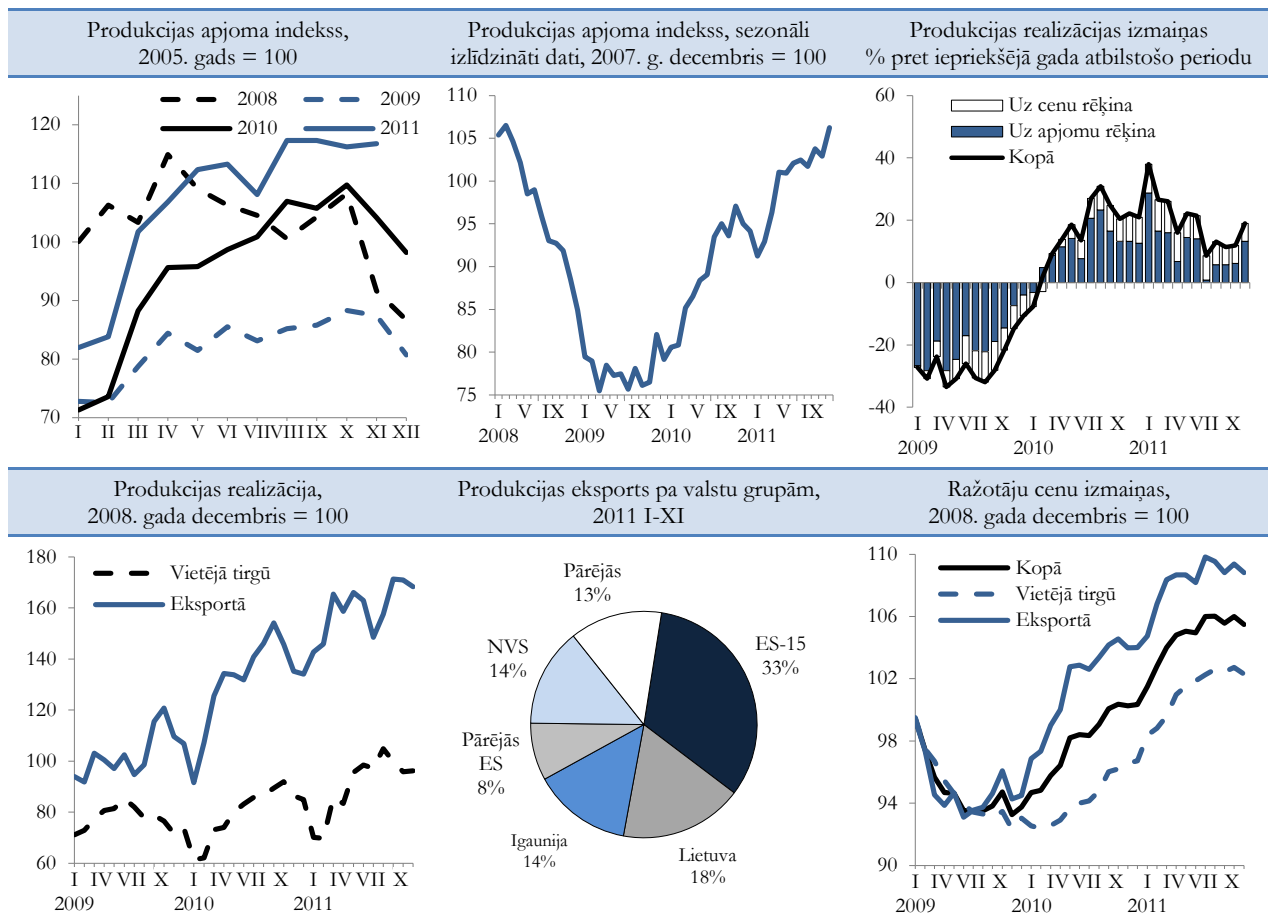 Produkcijas apjoma indekss,
2005. gads = 100
Produkcijas apjoma indekss, sezonāli
izlīdzināti dati, 2007. g. decembris = 100
Produkcijas realizācijas izmaiņas
% pret iepriekšējā gada atbilstošo periodu
2008
2009
2010
2011
120
110
100
90
80
70
I II III IV V VI VII VIII IX X XI XII
110
105
100
95
90
85
80
75
I V IX I V IX I V IX I V IX
2008 2009 2010 2011
Uz cenu rēķina
Uz apjomu rēķina
Kopā
60
40
20
0
-20
-40
I IV VII X I IV VII X I IV VII X
2009 2010 2011
Produkcijas realizācija,
2008. gada decembris = 100
Produkcijas eksports pa valstu grupām,
2011 I-XI
Ražotāju cenu izmaiņas,
2008. gada decembris = 100
Vietējā tirgū
Eksportā
180
160
140
120
100
80
60
I IV VII X I IV VII X I IV VII X
2009 2010 2011
Pārējās
13%
ES-15
33%
NVS
14%
Pārējās
ES
8%
Igaunija
14%
Lietuva
18%
Kopā
Vietējā tirgū
Eksportā
110
106
102
98
94
90
I IV VII X I IV VII X I IV VII X
2009 2010 2011